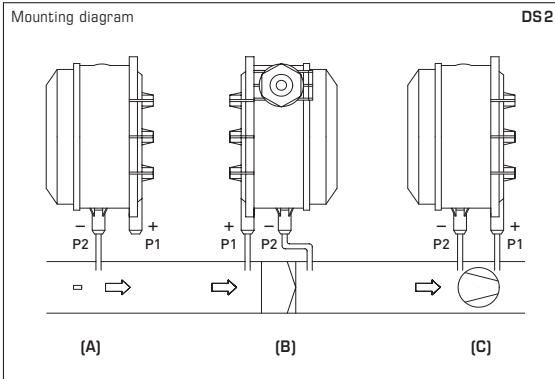 Mounting diagram DS2
– + + – – +
P2 P1 P1 P2 P2 P1
(A) (B) (C)